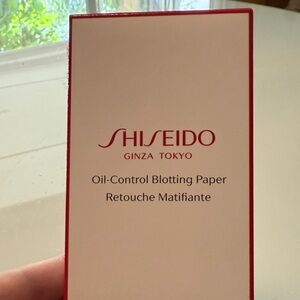 SHISEIDO
GINZA TOKYO
Oil-Control Blotting Paper
Retouche Matifiante